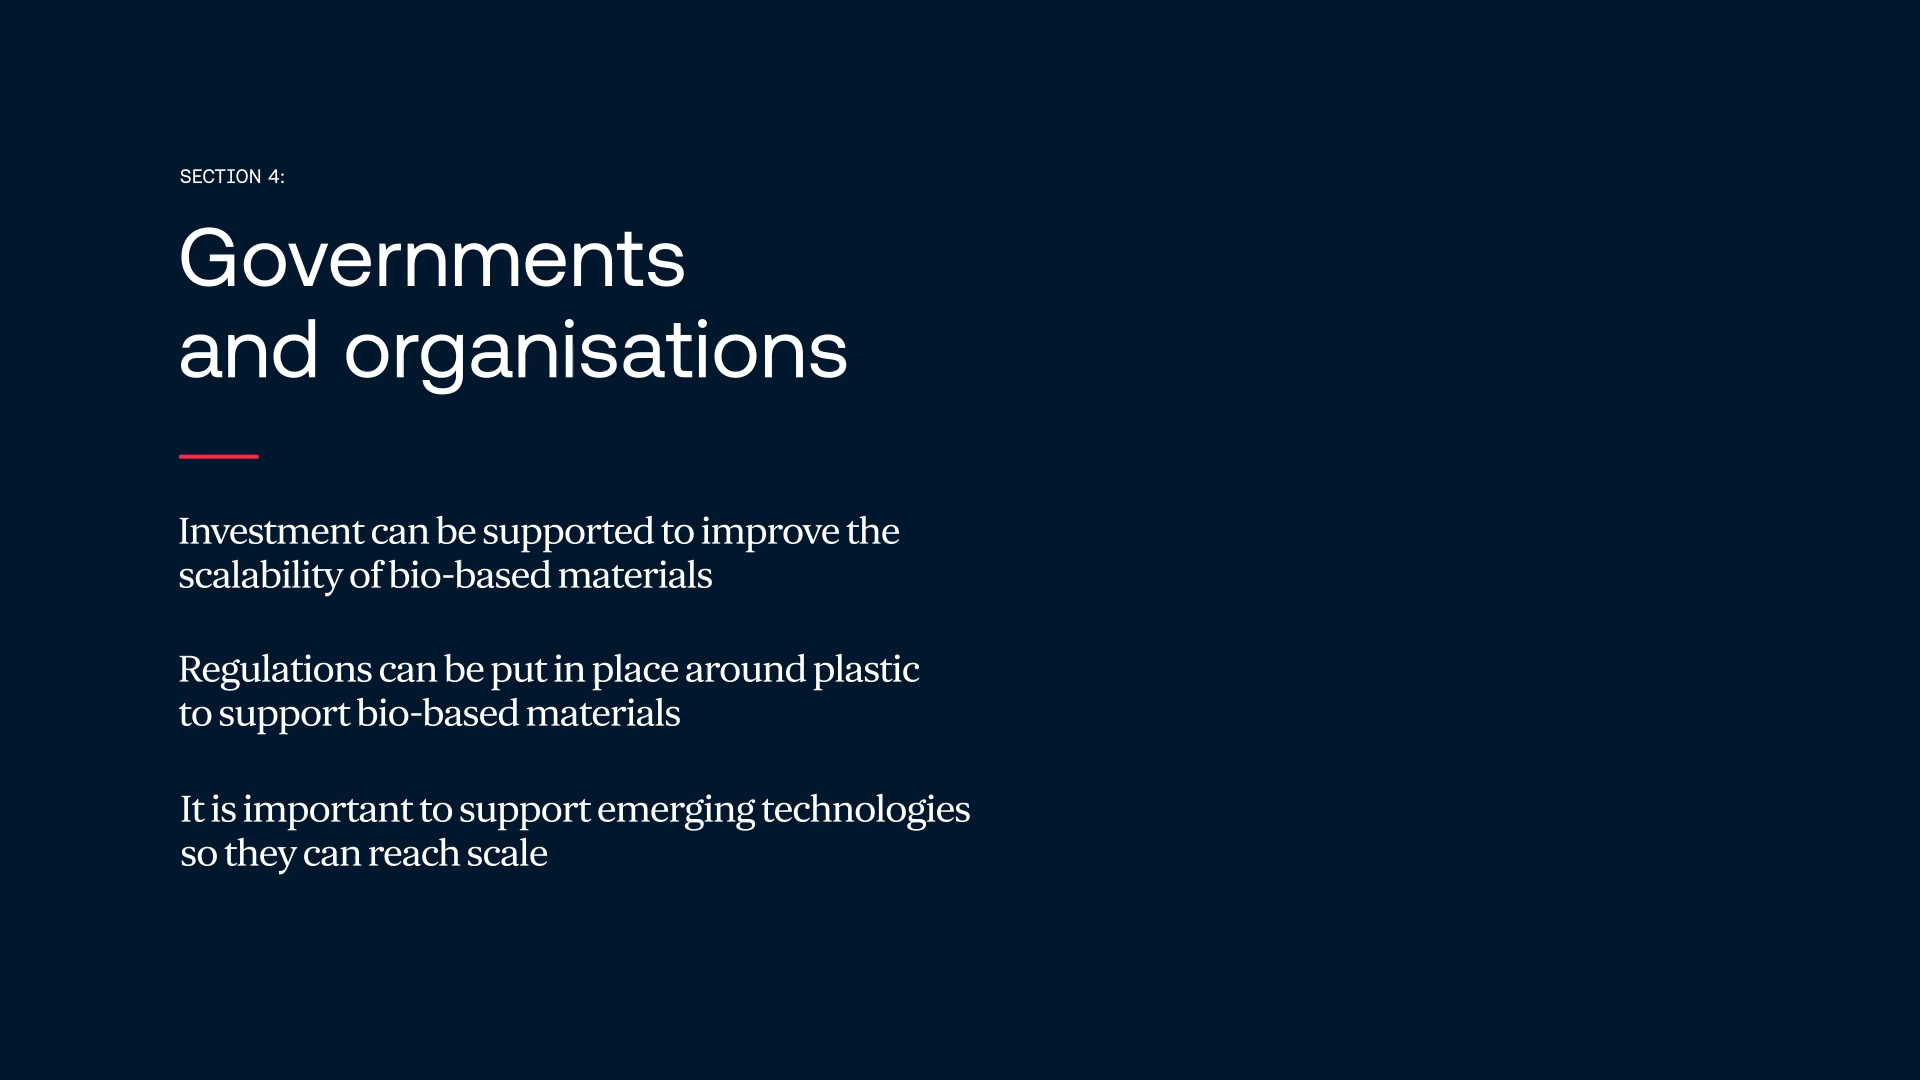 SECTION 4:
Governments
and organisations
Investment can be supported to improve the
scalability of bio-based materials
Regulations can be put in place around plastic
to support bio-based materials
It is important to support emerging technologies
so they can reach scale